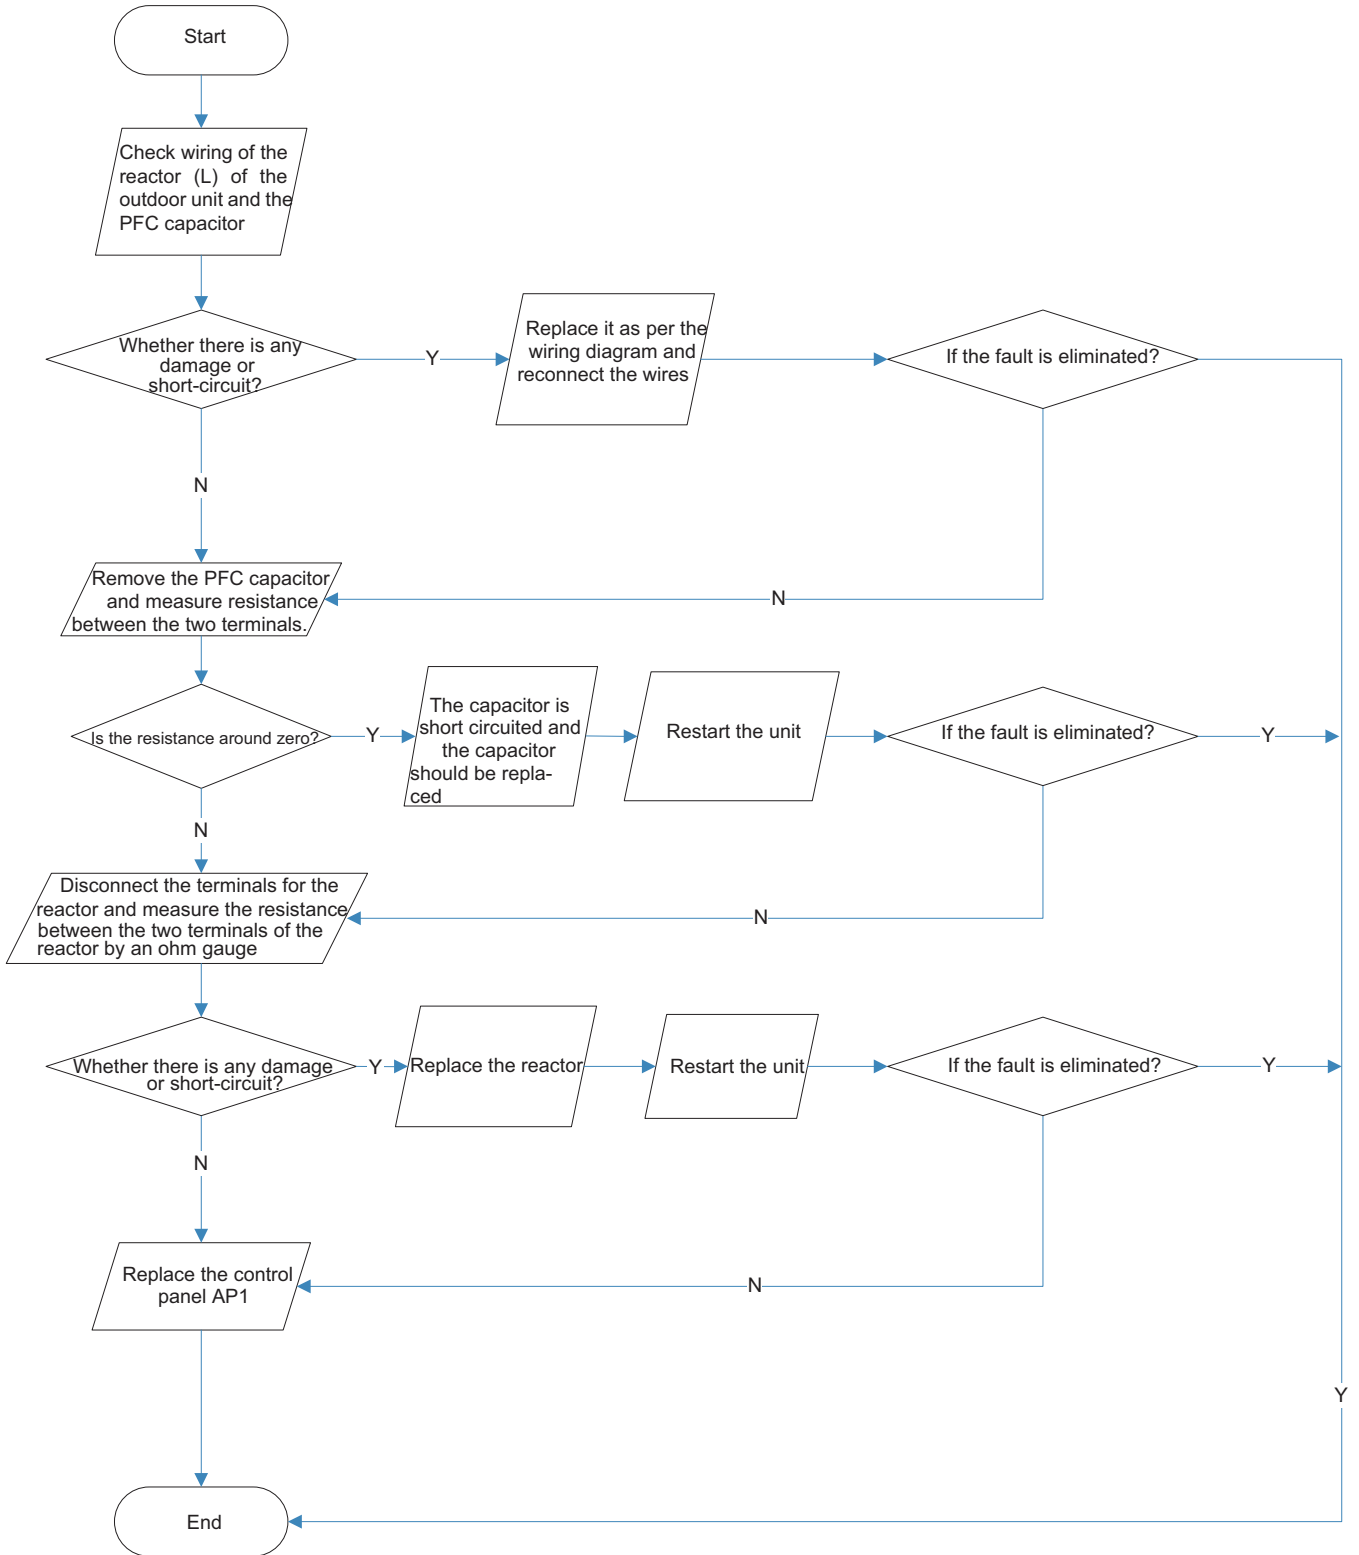 Start
Check wiring of the
reactor (L) of the
outdoor unit and the
PFC capacitor
Whether there is any
damage or
short-circuit?
Y
Replace it as per the
wiring diagram and
reconnect the wires
If the fault is eliminated?
N
Remove the PFC capacitor
and measure resistance
between the two terminals.
N
Is the resistance around zero?
Y
The capacitor is
short circuited and
the capacitor
should be repla-
ced
Restart the unit
If the fault is eliminated?
Y
N
Disconnect the terminals for the
reactor and measure the resistance
between the two terminals of the
reactor by an ohm gauge
N
Whether there is any damage
or short-circuit?
Y
Replace the reactor
Restart the unit
If the fault is eliminated?
Y
N
Replace the control
panel AP1
N
Y
End